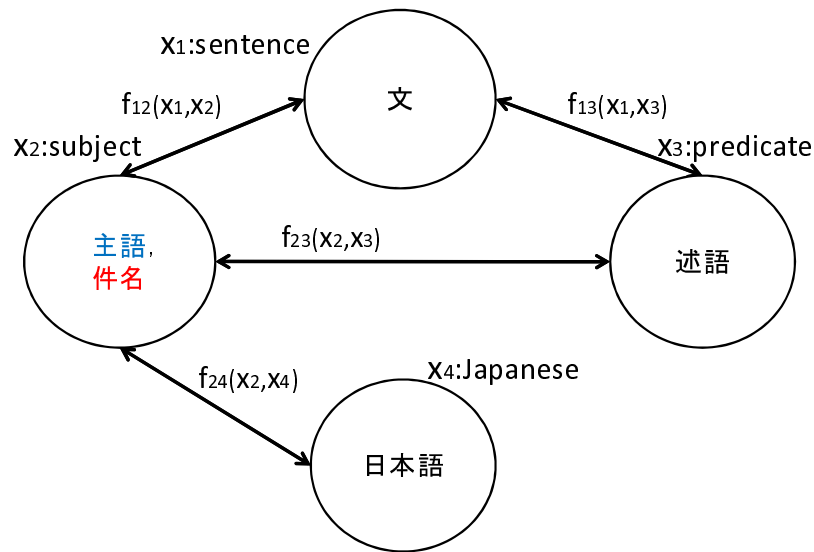 x1:sentence
文
f12(x1,x2)
f13(x1,x3)
x2:subject
x3:predicate
主語,
件名
f23(x2,x3)
述語
f24(x2,x4)
x4:Japanese
日本語